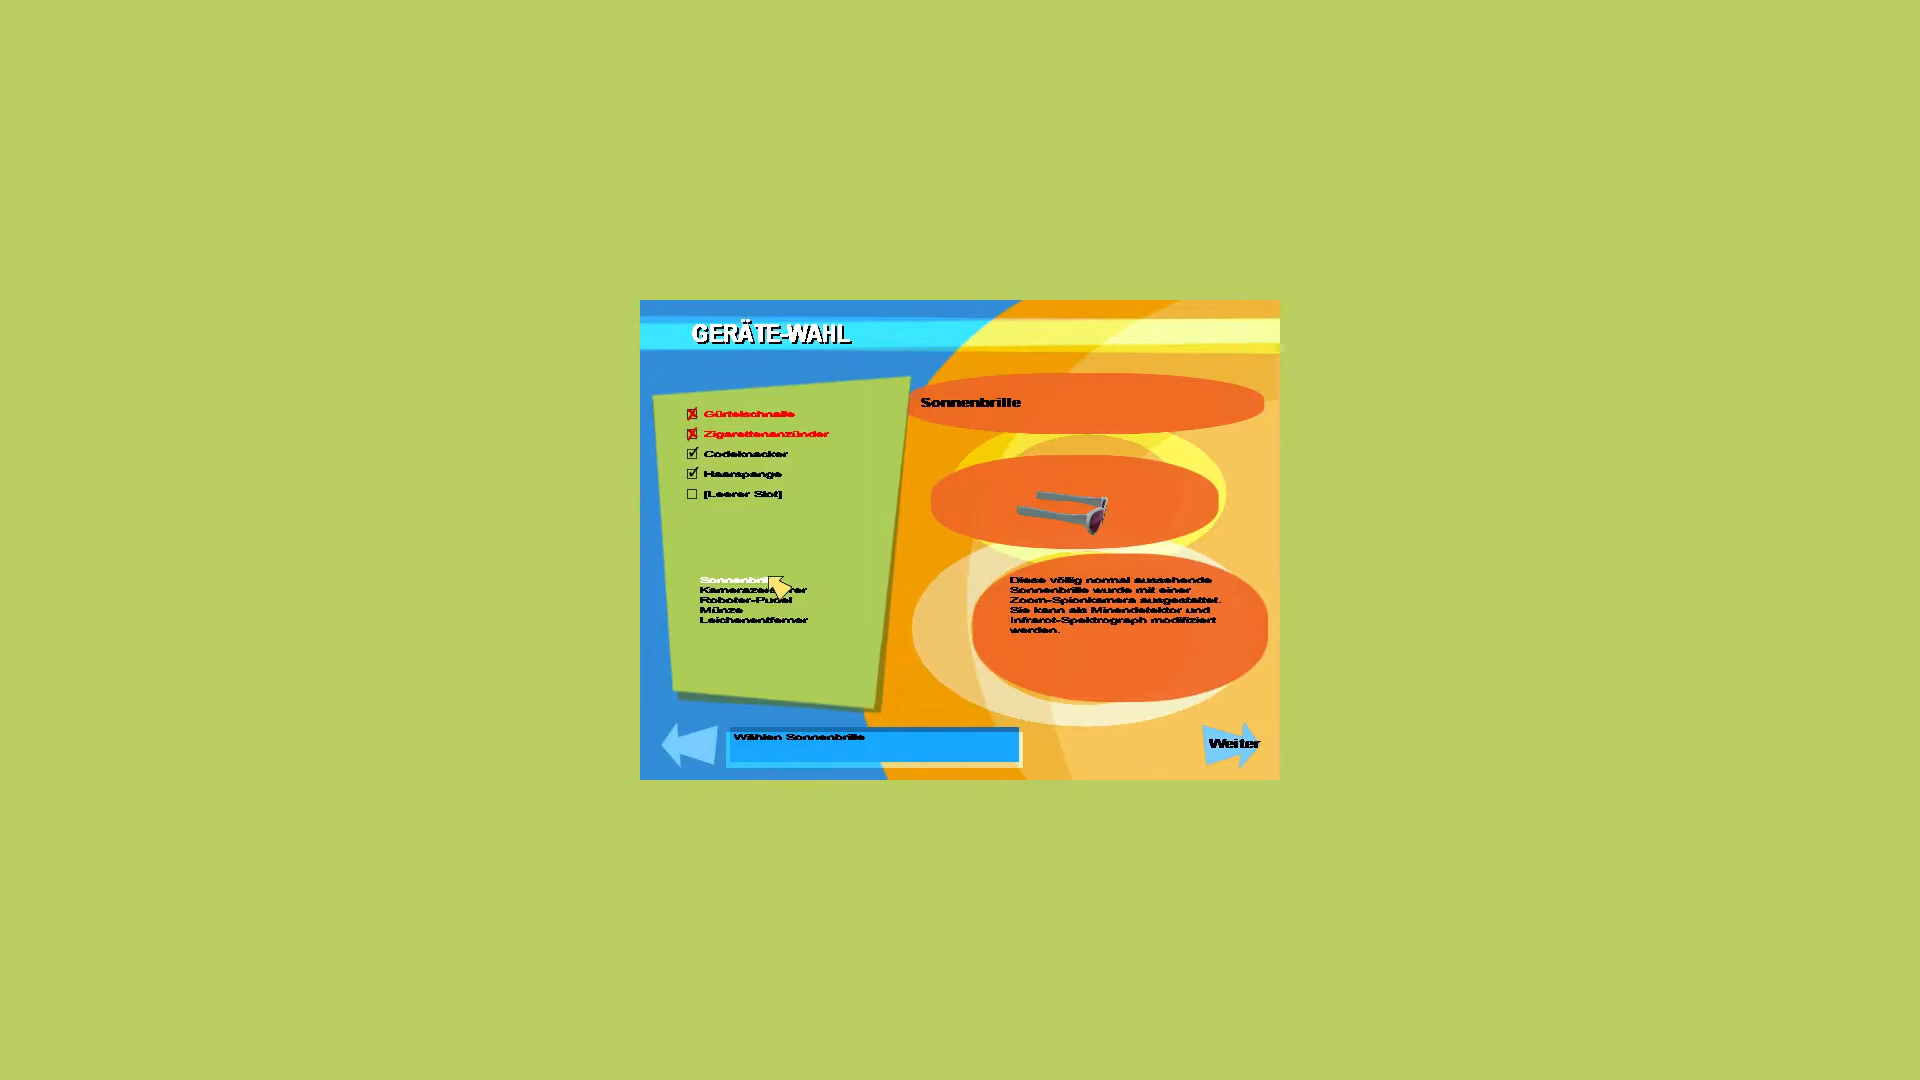 GERÄTE-WAHL
Gürtelschnalle
Zigarettenanzünder
Codeknacker
Haarspange
[Leerer Slot]
Kamerazerstörer
Roboter-Pudel
Münze
Leichenentferner
Sonnenbrille
Diese völlig normal aussehende
Sonnenbrille wurde mit einer
Zoom-Spionkamera ausgestattet.
Sie kann als Minendetektor und
Infrarot-Spektrograph modifiziert
werden.
Wählen Sonnenbrille
Weiter